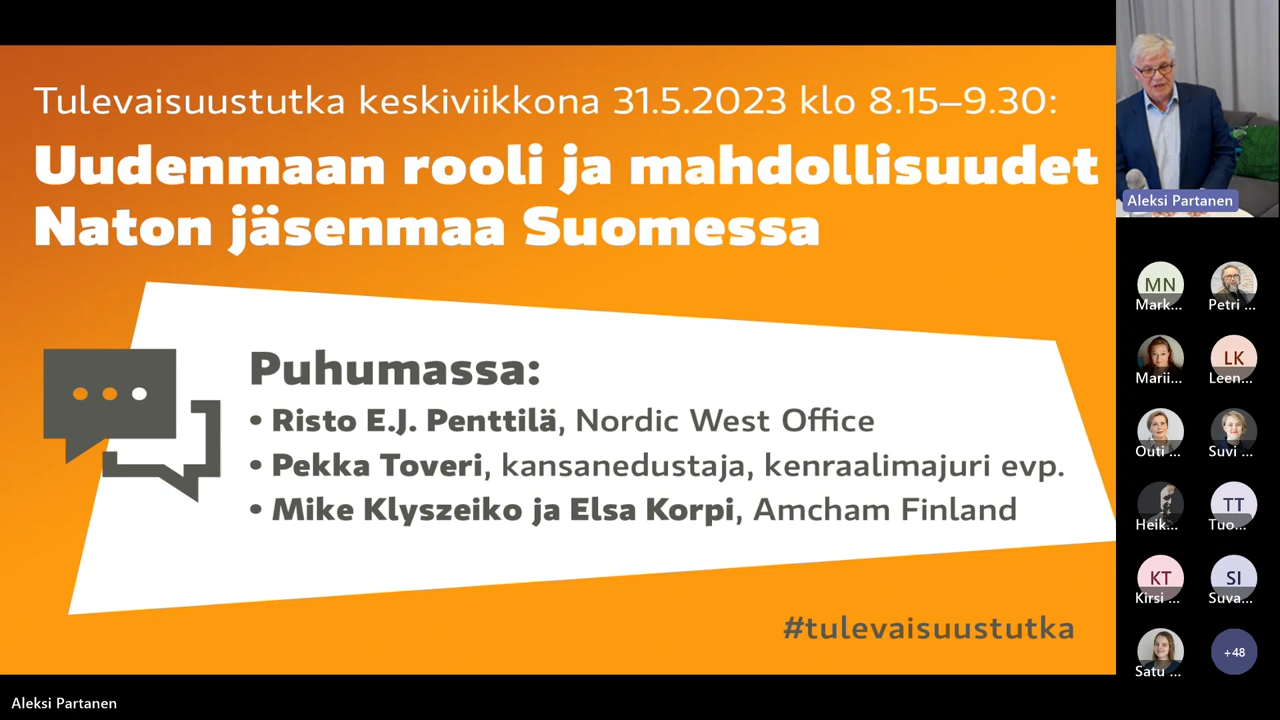 Tulevaisuustutka keskiviikkona 31.5.2023 klo 8.15–9.30:
Uudenmaan rooli ja mahdollisuudet
Naton jäsenmaa Suomessa
Puhumassa:
• Risto E.J. Penttilä, Nordic West Office
• Pekka Toveri, kansanedustaja, kenraalimajuri evp.
• Mike Klyszeiko ja Elsa Korpi, Amcham Finland
#tulevaisuustutka
Aleksi Partanen
Aleksi Partanen
MN
Mark...
Petri ...
Marii...
LK
Leen...
Outi ...
Suvi ...
Heik...
TT
Tuo...
KT
Kirsi ...
SI
Suva...
Satu ...
+48